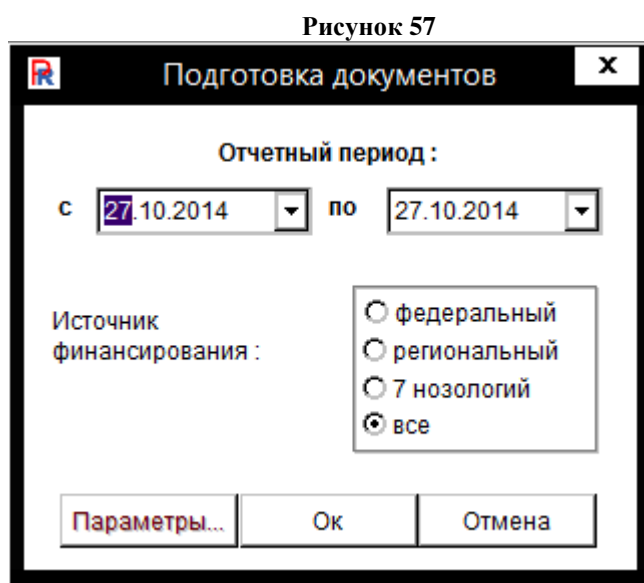 Рисунок 57
Подготовка документов x
Отчетный период :
с 27.10.2014 по 27.10.2014
Источник
финансирования :
федеральный
региональный
7 нозологий
все
Параметры... Ок Отмена